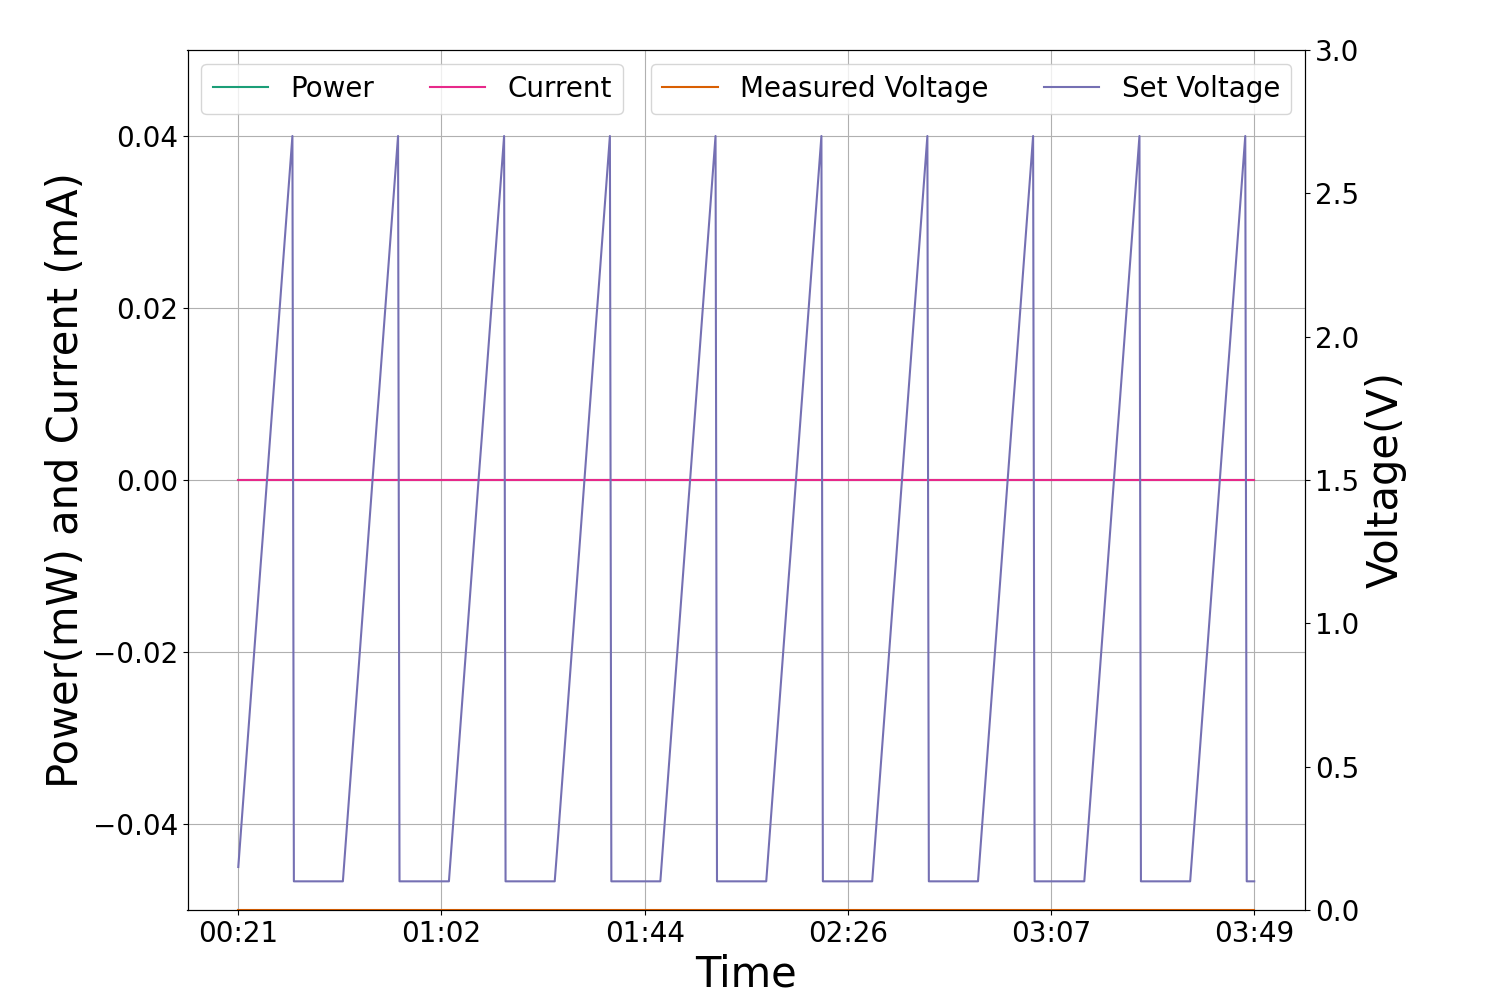 Power Current Measured Voltage Set Voltage
Power(mW) and Current (mA)
0.04
0.02
0.00
−0.02
−0.04
3.0
2.5
2.0
1.5
1.0
0.5
0.0
Voltage(V)
00:21 01:02 01:44 02:26 03:07 03:49
Time